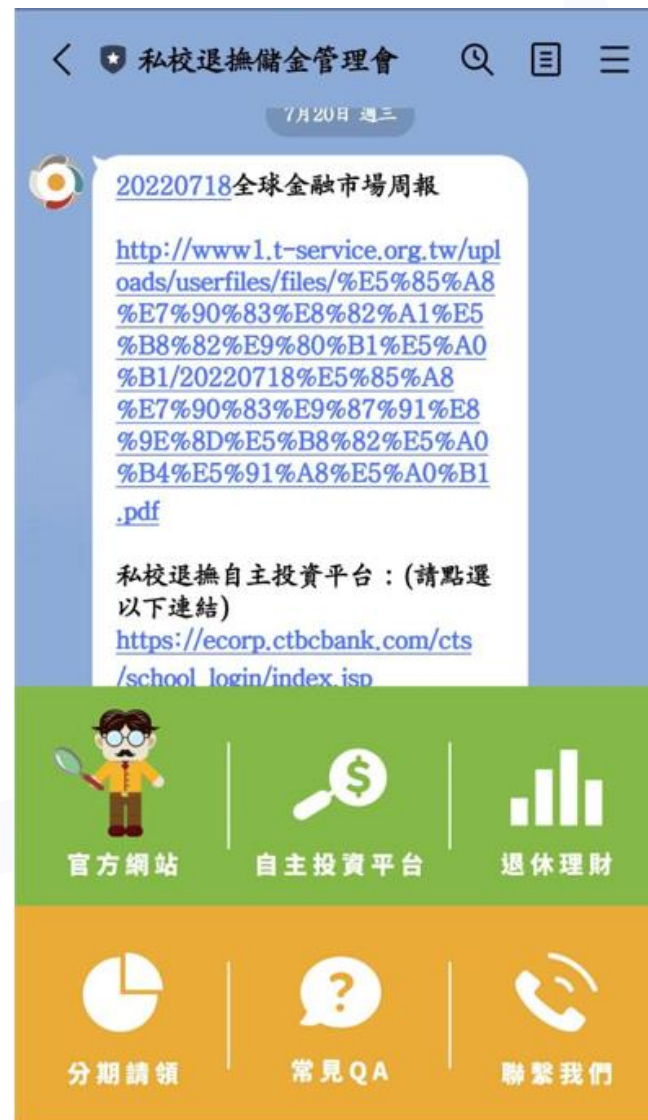 私校退撫儲金管理會
7月20日 週三
20220718全球金融市場周報
http://www1.t-service.org.tw/upl
oads/userfiles/files/%E5%85%A8
%E7%90%83%E8%82%A1%E5
%B8%82%E9%80%B1%E5%A0
%B1/20220718%E5%85%A8
%E7%90%83%E9%87%91%E8
%9E%8D%E5%B8%82%E5%A0
%B4%E5%91%A8%E5%A0%B1
.pdf
私校退撫自主投資平台：(請點選
以下連結)
https://ecorp.ctbcbank.com/cts
/school_login/index.jsp
官方網站
自主投資平台
退休理財
分期請領
常見QA
聯繫我們